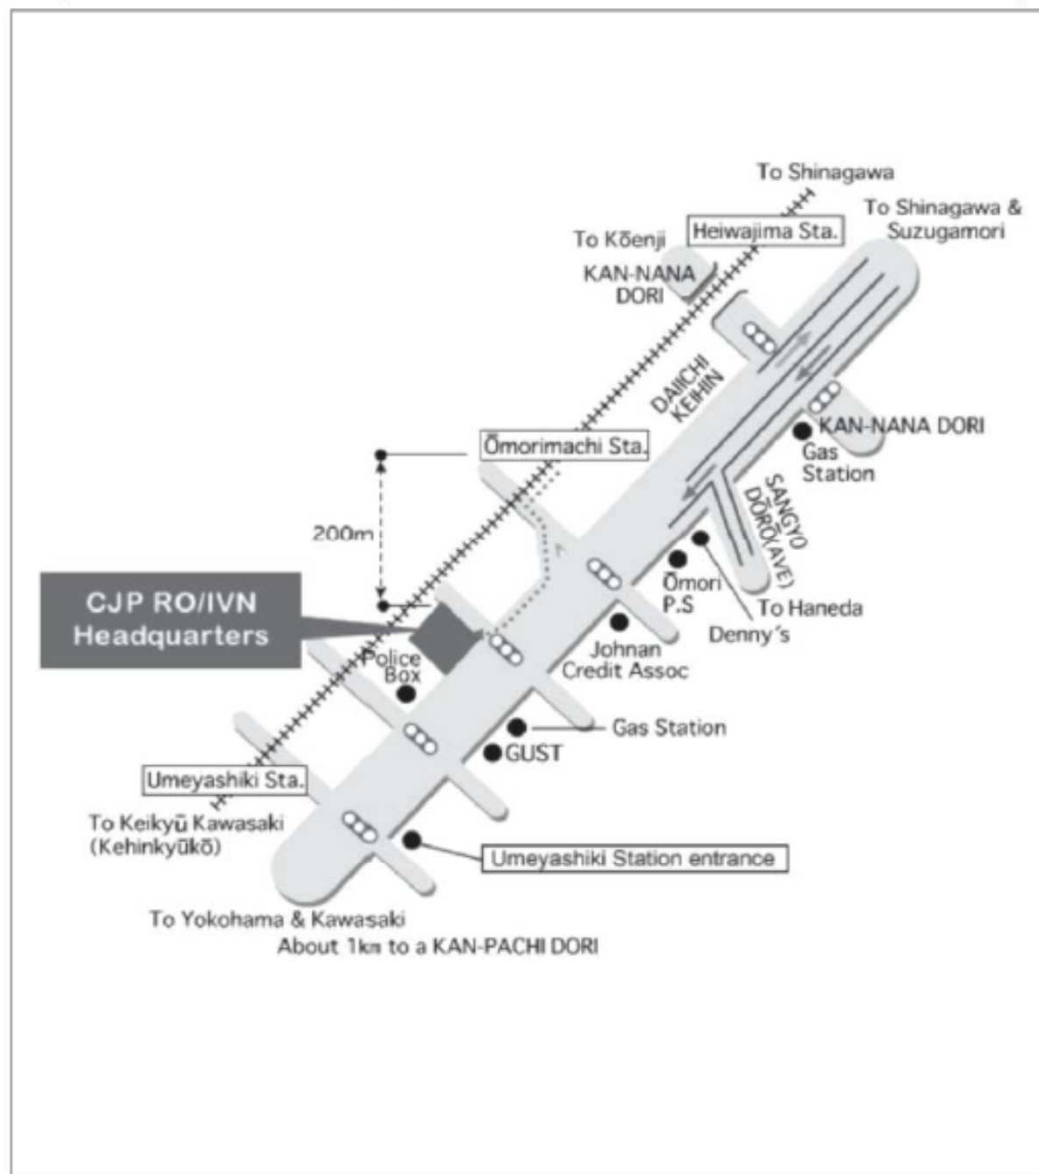 To Shinagawa
To Shinagawa &
Suzugamori
Heiwajima Sta.
To Kōenji
KAN-NANA
DORI
DAIICHI
KEIHIN
KAN-NANA DORI
Gas
Station
Ōmorimachi Sta.
SANGYO
DŌRO(AVE)
200m
Ōmori
P.S
To Haneda
Denny's
CJP RO/IVN
Headquarters
Johnan
Credit Assoc
Police
Box
Gas Station
GUST
Umeyashiki Sta.
To Keikyū Kawasaki
(Kehinkyūkō)
Umeyashiki Station entrance
To Yokohama & Kawasaki
About 1km to a KAN-PACHI DORI